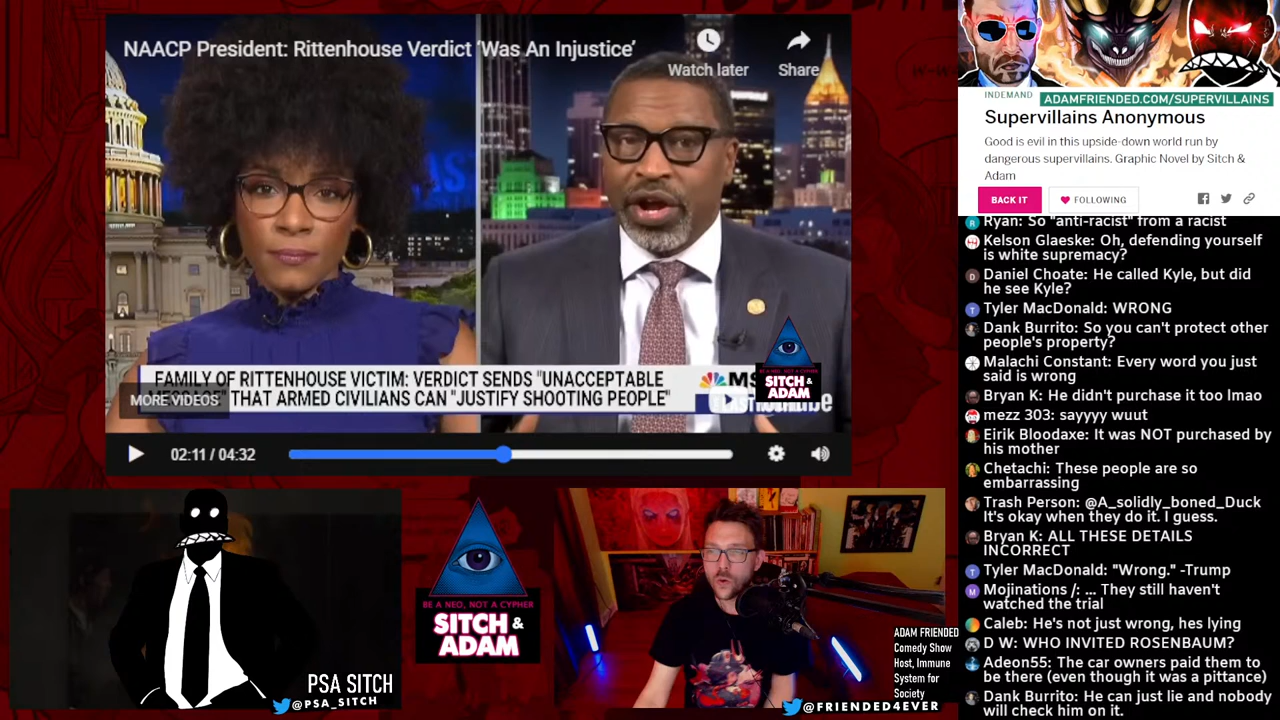 NAACP President: Rittenhouse Verdict 'Was An Injustice'
Watch later
Share
FAMILY OF RITTENHOUSE VICTIM: VERDICT SENDS "UNACCEPTABLE
THAT ARMED CIVILIANS CAN "JUSTIFY SHOOTING PEOPLE"
MORE VIDEOS
BE A NEO, NOT A CYPHER
SITCH &
ADAM
02:11 / 04:32
PSA SITCH
@PSA_SITCH
BE A NEO, NOT A CYPHER
SITCH &
ADAM
ADAM FRIENDED
Comedy Show
Host, Immune
System for
Society
@FRIENDED4EVER
INDEMAND
ADAMFRIENDED.COM/SUPERVILLAINS
Supervillains Anonymous
Good is evil in this upside-down world run by
dangerous supervillains. Graphic Novel by Sitch &
Adam
BACK IT
FOLLOWING
Ryan: So "anti-racist" from a racist
Kelson Glaeske: Oh, defending yourself
is white supremacy?
Daniel Choate: He called Kyle, but did
he see Kyle?
Tyler MacDonald: WRONG
Dank Burrito: So you can't protect other
people's property?
Malachi Constant: Every word you just
said is wrong
Bryan K: He didn't purchase it too lmao
mezz 303: sayyyy wuut
Eirik Bloodaxe: It was NOT purchased by
his mother
Chetachi: These people are so
embarrassing
Trash Person: @A_solidly_boned_Duck
It's okay when they do it. I guess.
Bryan K: ALL THESE DETAILS
INCORRECT
Tyler MacDonald: "Wrong." -Trump
Mojinations /: ... They still haven't
watched the trial
Caleb: He's not just wrong, hes lying
D W: WHO INVITED ROSENBAUM?
Adeon55: The car owners paid them to
be there (even though it was a pittance)
Dank Burrito: He can just lie and nobody
will check him on it.